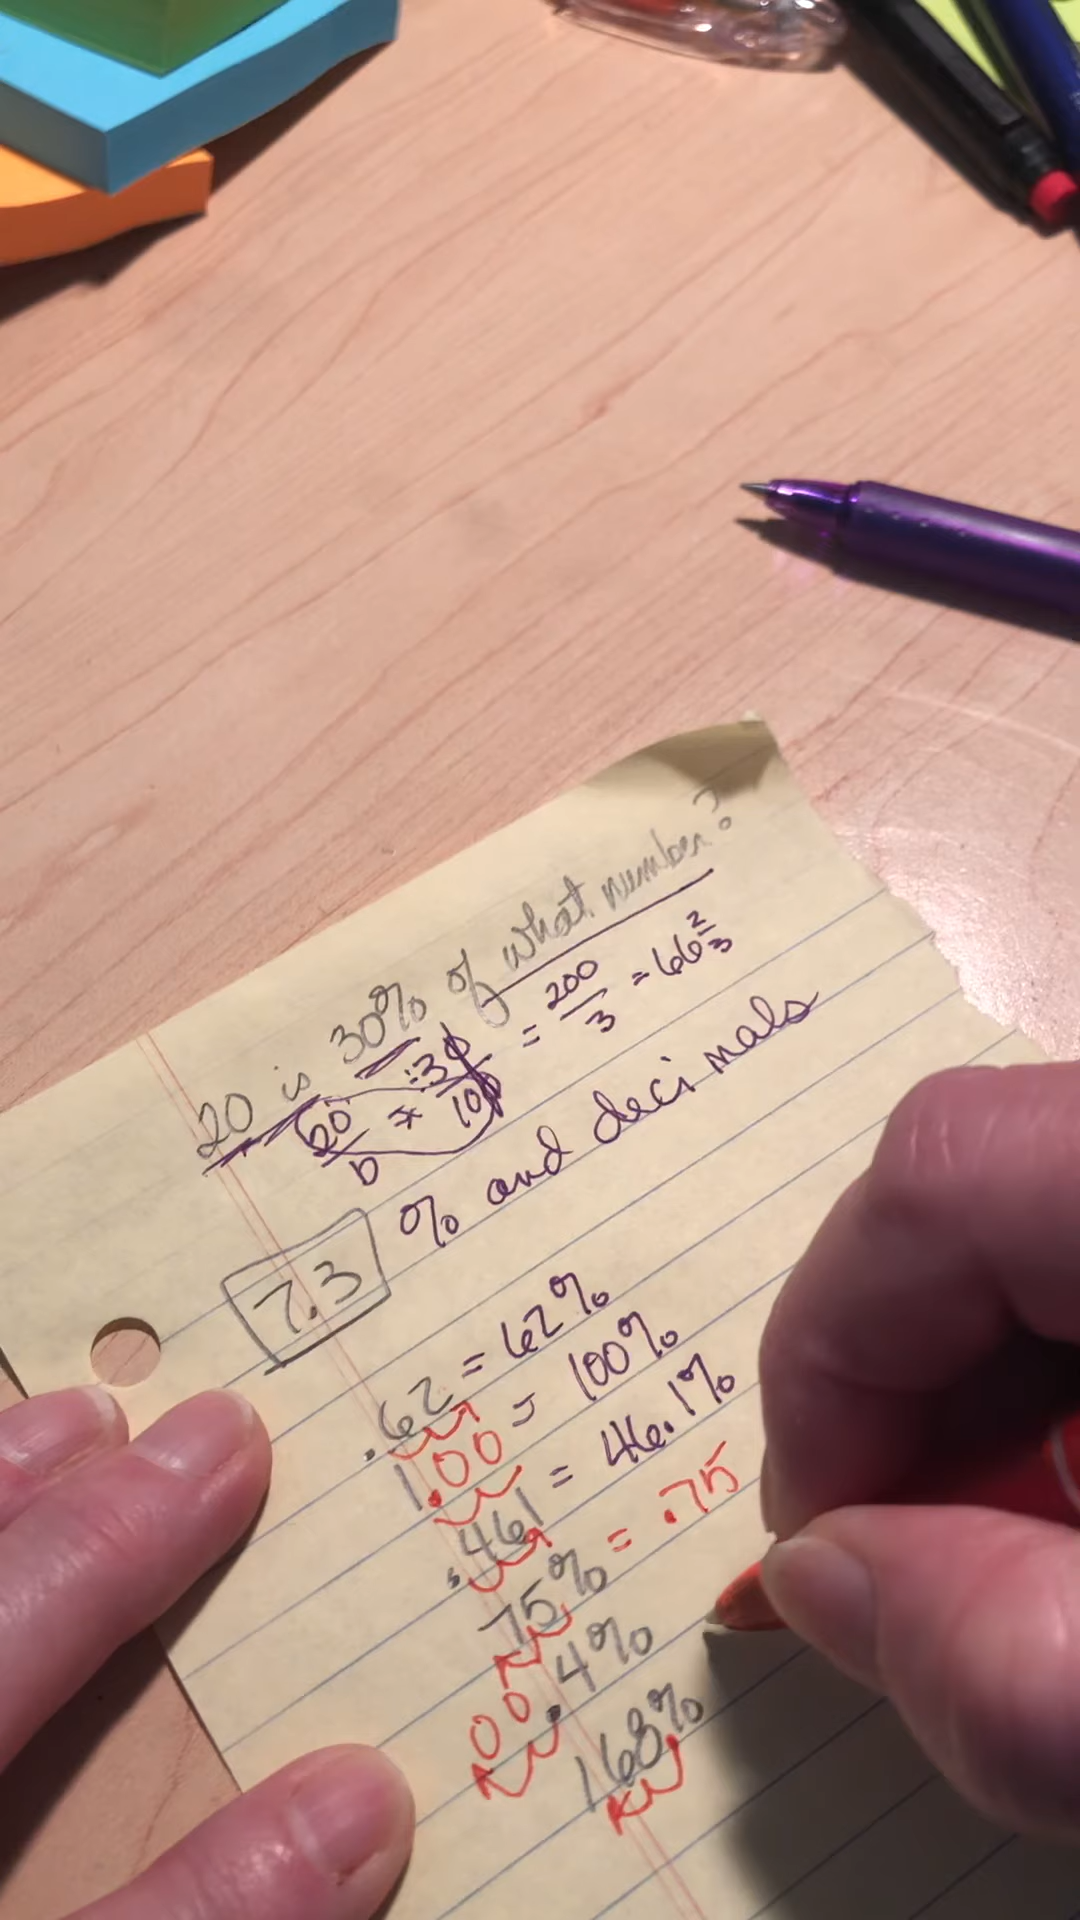 20 is 30% of what number?
20/b * 30/100 = 200/3 = 66 2/3
7.3 % and decimals
.62 = 62%
1.00 = 100%
.461 = 46.1%
75% = .75
00.4%
168%